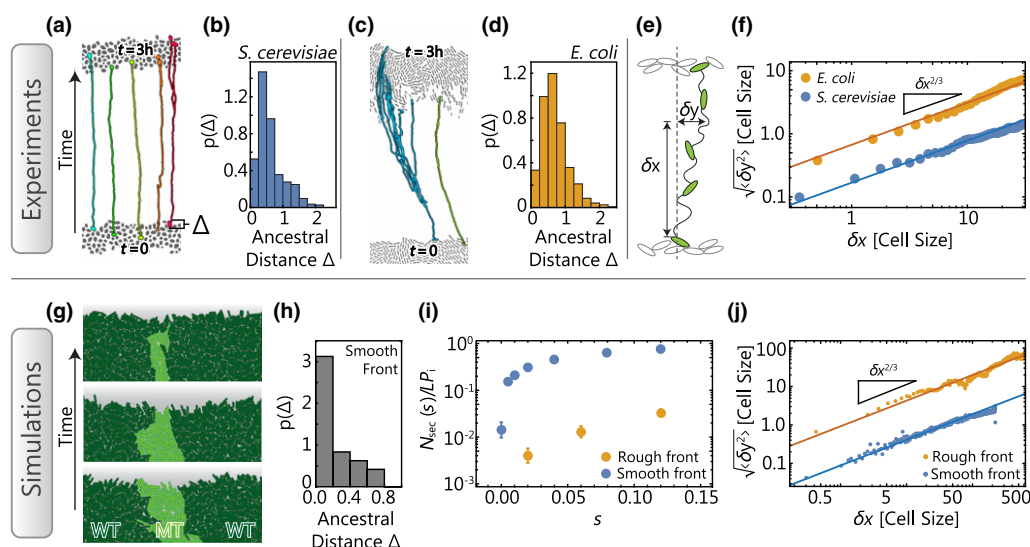 Experiments
(a)
t=3h
Time
t=0
Δ
(b)
S. cerevisiae
p(Δ)
1.4
1.0
0.6
0.2
0 1 2
Ancestral
Distance Δ
(c)
t=3h
t=0
(d)
E. coli
p(Δ)
1.2
0.8
0.4
0 1 2
Ancestral
Distance Δ
(e)
δy
δx
(f)
E. coli
S. cerevisiae
δx^2/3
√‹δy²› [Cell Size]
5.0
1.0
0.5
0.1
1 10
δx [Cell Size]
Simulations
(g)
Time
WT MT WT
(h)
Smooth
Front
p(Δ)
3
2
1
0
0.0 0.4 0.8
Ancestral
Distance Δ
(i)
N_sec (s)/LP_i
10^0
10^-1
10^-2
10^-3
0.00 0.05 0.10 0.15
Rough front
Smooth front
s
(j)
δx^2/3
√‹δy²› [Cell Size]
100
10
1
0.1
0.5 5 50 500
Rough front
Smooth front
δx [Cell Size]